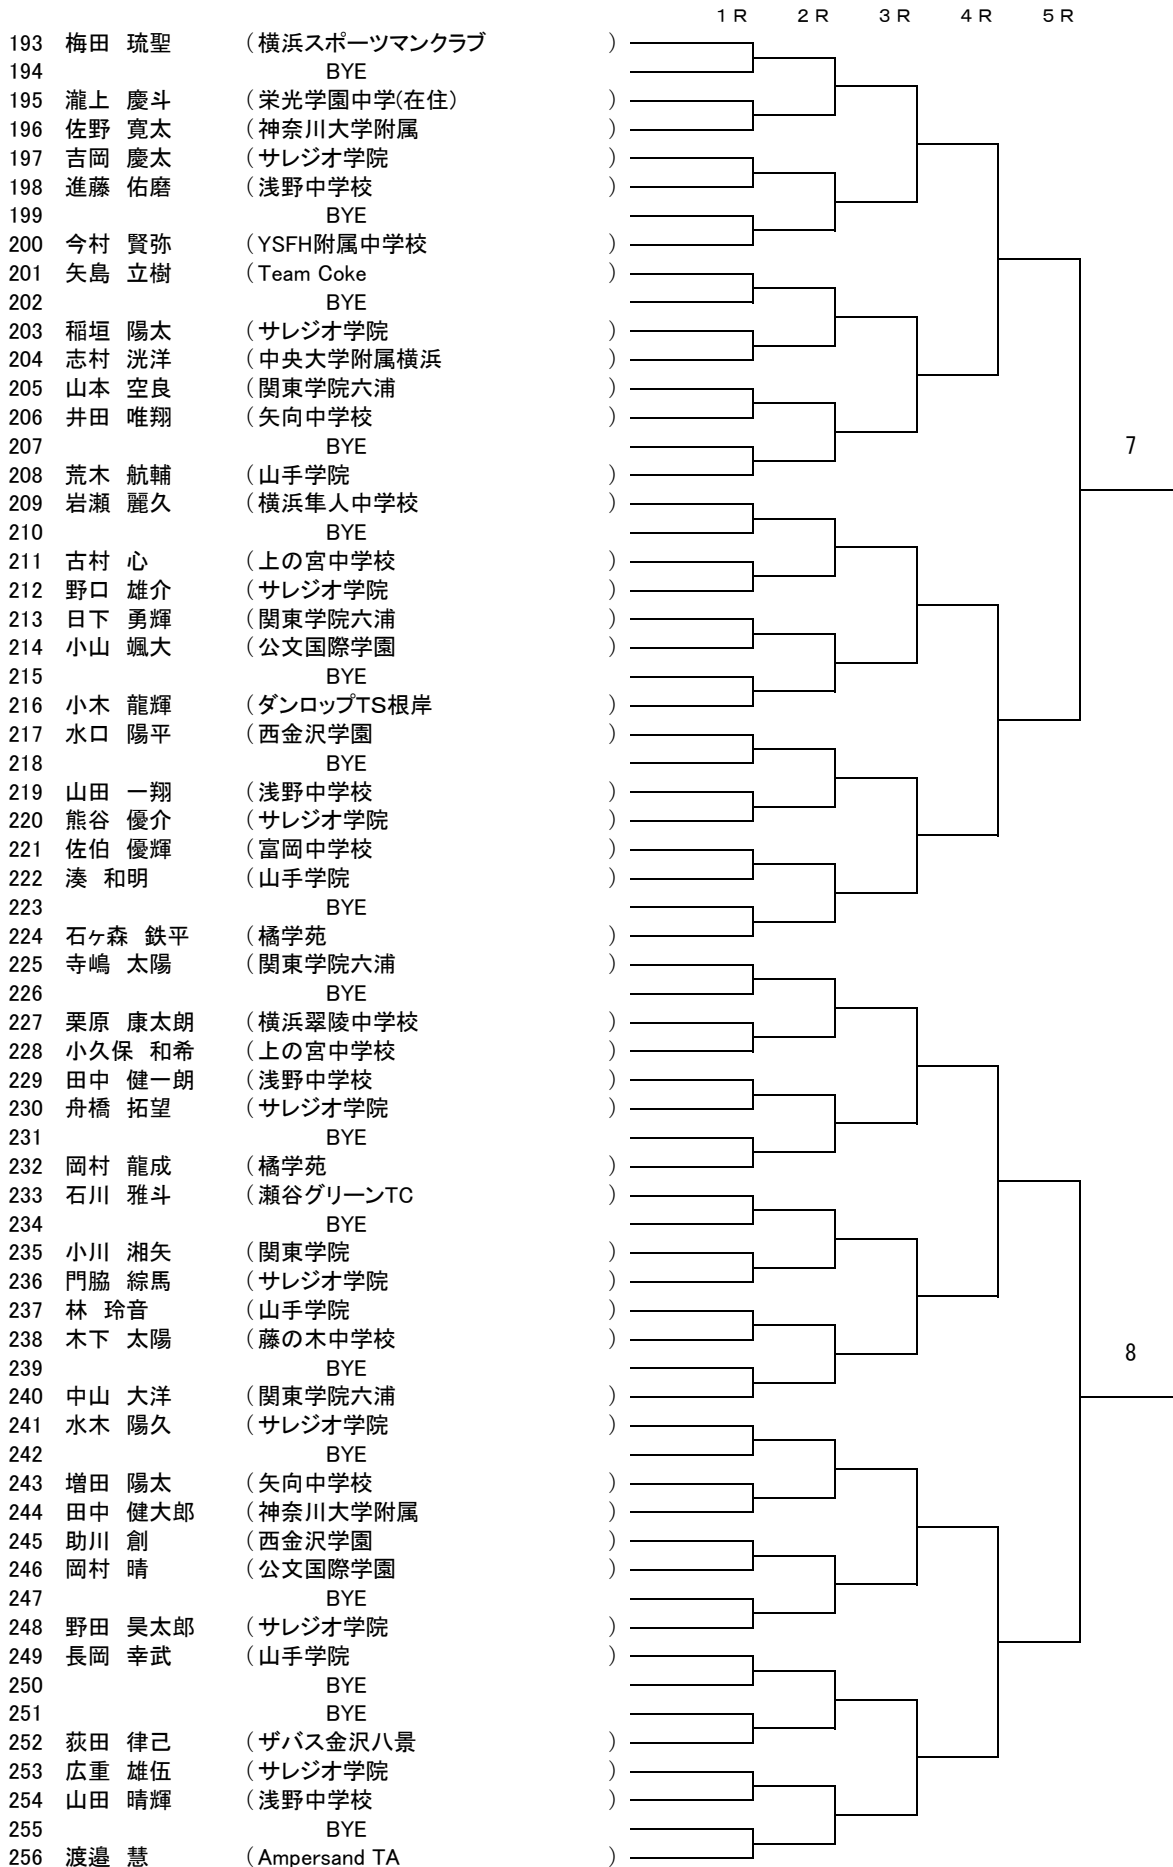 １Ｒ ２Ｒ ３Ｒ ４Ｒ ５Ｒ
193 梅田 琉聖 （横浜スポーツマンクラブ ）
194 BYE
195 瀧上 慶斗 （栄光学園中学(在住) ）
196 佐野 寛太 （神奈川大学附属 ）
197 吉岡 慶太 （サレジオ学院 ）
198 進藤 佑磨 （浅野中学校 ）
199 BYE
200 今村 賢弥 （YSFH附属中学校 ）
201 矢島 立樹 （Team Coke ）
202 BYE
203 稲垣 陽太 （サレジオ学院 ）
204 志村 洸洋 （中央大学附属横浜 ）
205 山本 空良 （関東学院六浦 ）
206 井田 唯翔 （矢向中学校 ）
207 BYE
7
208 荒木 航輔 （山手学院 ）
209 岩瀬 麗久 （横浜隼人中学校 ）
210 BYE
211 古村 心 （上の宮中学校 ）
212 野口 雄介 （サレジオ学院 ）
213 日下 勇輝 （関東学院六浦 ）
214 小山 颯大 （公文国際学園 ）
215 BYE
216 小木 龍輝 （ダンロップTS根岸 ）
217 水口 陽平 （西金沢学園 ）
218 BYE
219 山田 一翔 （浅野中学校 ）
220 熊谷 優介 （サレジオ学院 ）
221 佐伯 優輝 （富岡中学校 ）
222 湊 和明 （山手学院 ）
223 BYE
224 石ヶ森 鉄平 （橘学苑 ）
225 寺嶋 太陽 （関東学院六浦 ）
226 BYE
227 栗原 康太朗 （横浜翠陵中学校 ）
228 小久保 和希 （上の宮中学校 ）
229 田中 健一朗 （浅野中学校 ）
230 舟橋 拓望 （サレジオ学院 ）
231 BYE
232 岡村 龍成 （橘学苑 ）
233 石川 雅斗 （瀬谷グリーンTC ）
234 BYE
235 小川 湘矢 （関東学院 ）
236 門脇 綜馬 （サレジオ学院 ）
237 林 玲音 （山手学院 ）
238 木下 太陽 （藤の木中学校 ）
8
239 BYE
240 中山 大洋 （関東学院六浦 ）
241 水木 陽久 （サレジオ学院 ）
242 BYE
243 増田 陽太 （矢向中学校 ）
244 田中 健大郎 （神奈川大学附属 ）
245 助川 創 （西金沢学園 ）
246 岡村 晴 （公文国際学園 ）
247 BYE
248 野田 昊太郎 （サレジオ学院 ）
249 長岡 幸武 （山手学院 ）
250 BYE
251 BYE
252 荻田 律己 （ザバス金沢八景 ）
253 広重 雄伍 （サレジオ学院 ）
254 山田 晴輝 （浅野中学校 ）
255 BYE
256 渡邉 慧 （Ampersand TA ）